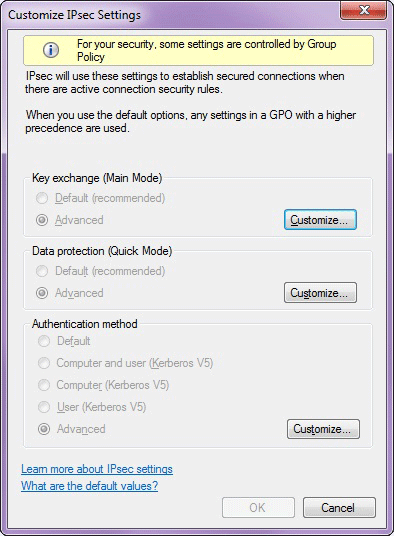 Customize IPsec Settings
For your security, some settings are controlled by Group
Policy
IPsec will use these settings to establish secured connections when
there are active connection security rules.
When you use the default options, any settings in a GPO with a higher
precedence are used.
Key exchange (Main Mode)
Default (recommended)
Advanced
Customize...
Data protection (Quick Mode)
Default (recommended)
Advanced
Customize...
Authentication method
Default
Computer and user (Kerberos V5)
Computer (Kerberos V5)
User (Kerberos V5)
Advanced
Customize...
Learn more about IPsec settings
What are the default values?
OK
Cancel